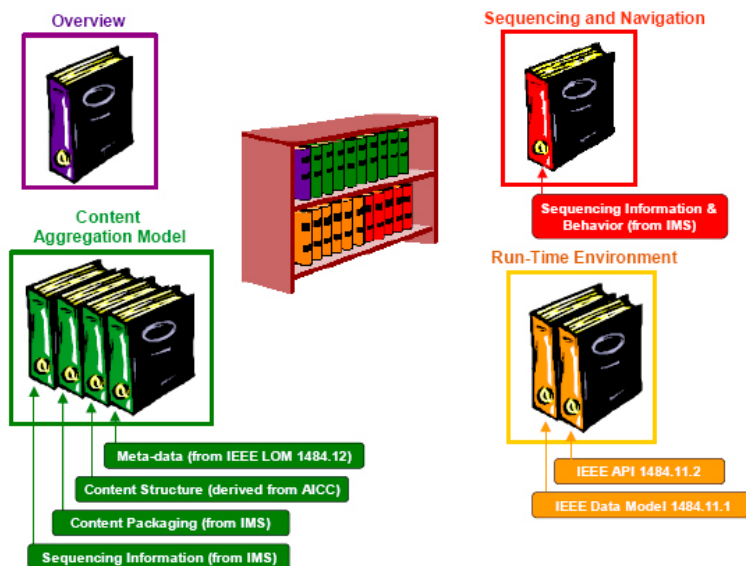 Overview
Sequencing and Navigation
Sequencing Information &
Behavior (from IMS)
Content
Aggregation Model
Run-Time Environment
Meta-data (from IEEE LOM 1484.12)
Content Structure (derived from AICC)
Content Packaging (from IMS)
Sequencing Information (from IMS)
IEEE API 1484.11.2
IEEE Data Model 1484.11.1